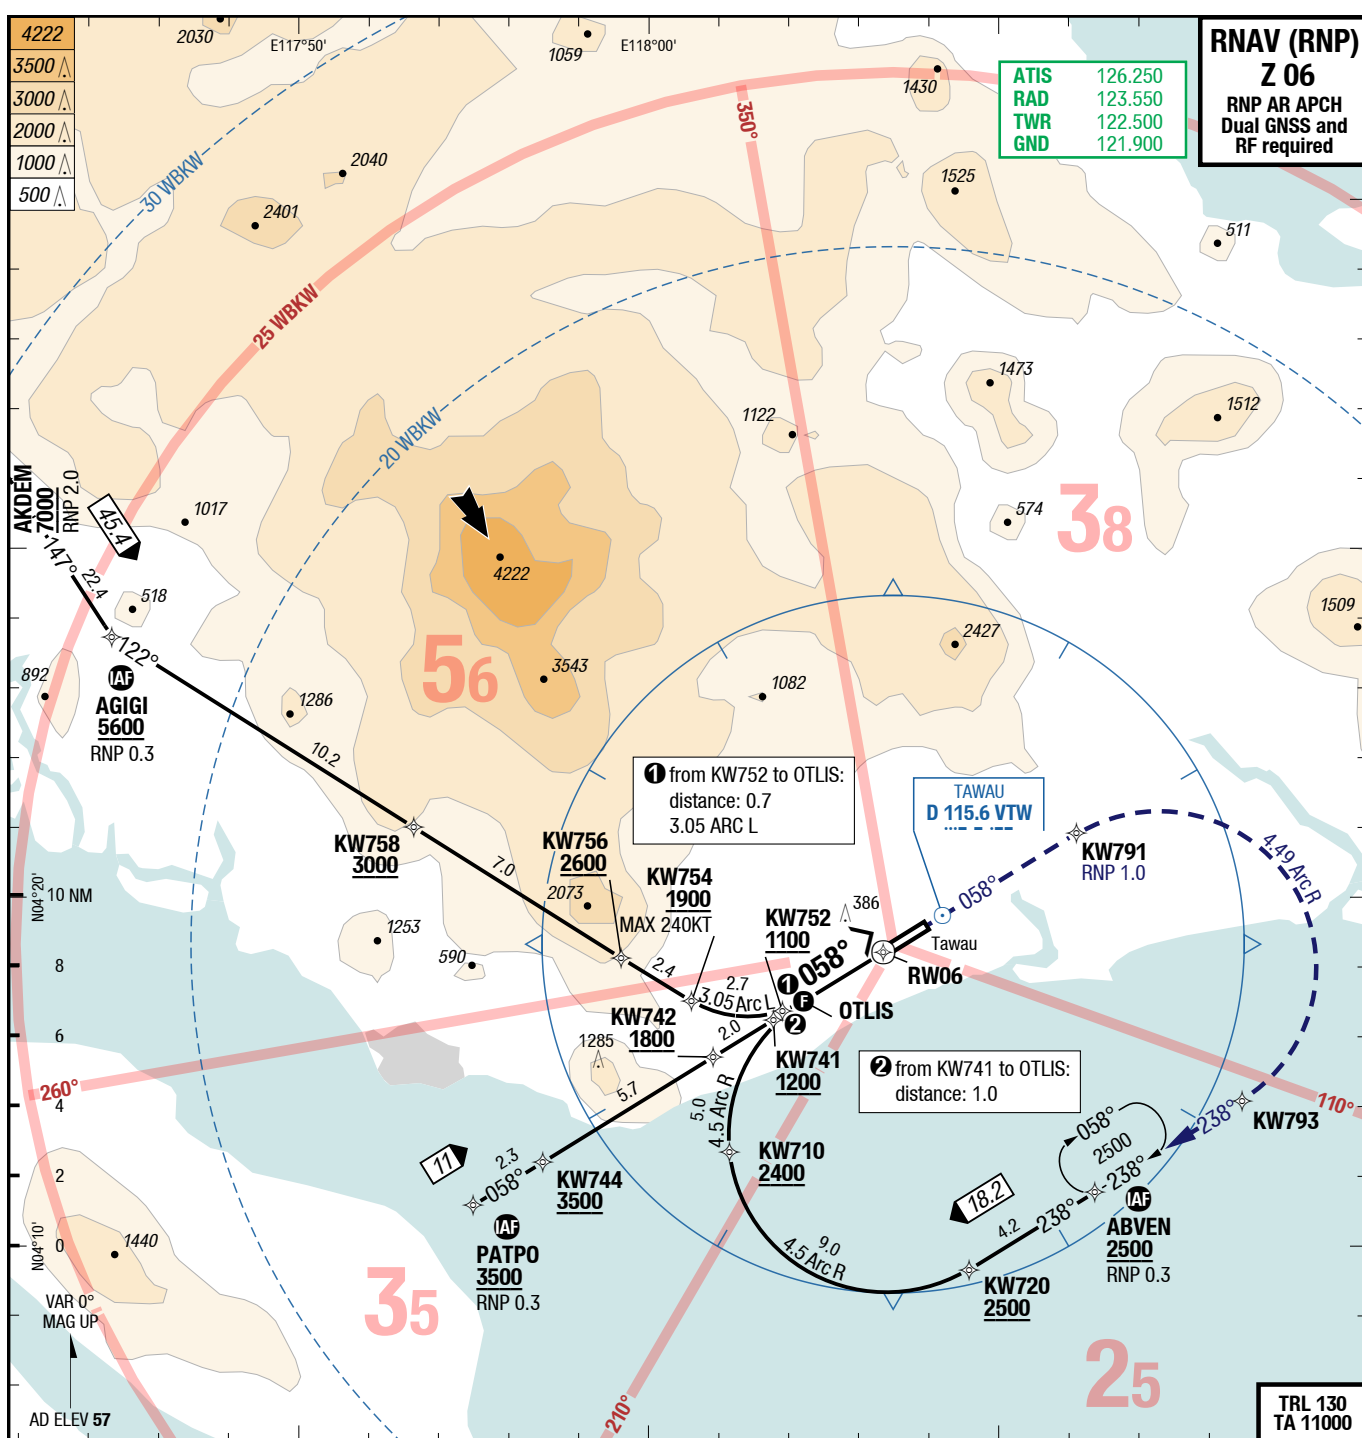 4222
3500
3000
2000
1000
500
2030
E117°50'
1059
E118°00'
1430
ATIS 126.250
RAD 123.550
TWR 122.500
GND 121.900
RNAV (RNP)
Z 06
RNP AR APCH
Dual GNSS and
RF required
350°
30 WBKW
2040
2401
1525
511
25 WBKW
20 WBKW
1122
1473
1512
AKDEM
7000
RNP 2.0
45.4
1017
147°
22.4
518
4222
38
574
1509
122°
892
IAF
AGIGI
5600
RNP 0.3
1286
56
3543
2427
1082
10.2
1 from KW752 to OTLIS:
distance: 0.7
3.05 ARC L
TAWAU
D 115.6 VTW
KW758
3000
7.0
KW756
2600
2073
KW754
1900
MAX 240KT
KW752
1100
386
058°
KW791
RNP 1.0
4.49 Arc R
N04°20'
10 NM
8
6
4
2
0
1253
590
2.4
2.7
3.05 Arc L
1
058°
F
2
OTLIS
Tawau
RW06
KW742
1800
2.0
1285
KW741
1200
2 from KW741 to OTLIS:
distance: 1.0
260°
5.7
5.0
4.5 Arc R
110°
KW793
238°
058°
2500
238°
11
2.3
058°
KW744
3500
KW710
2400
IAF
PATPO
3500
RNP 0.3
18.2
238°
4.2
IAF
ABVEN
2500
RNP 0.3
9.0
4.5 Arc R
KW720
2500
N04°10'
1440
VAR 0°
MAG UP
35
25
210°
AD ELEV 57
TRL 130
TA 11000